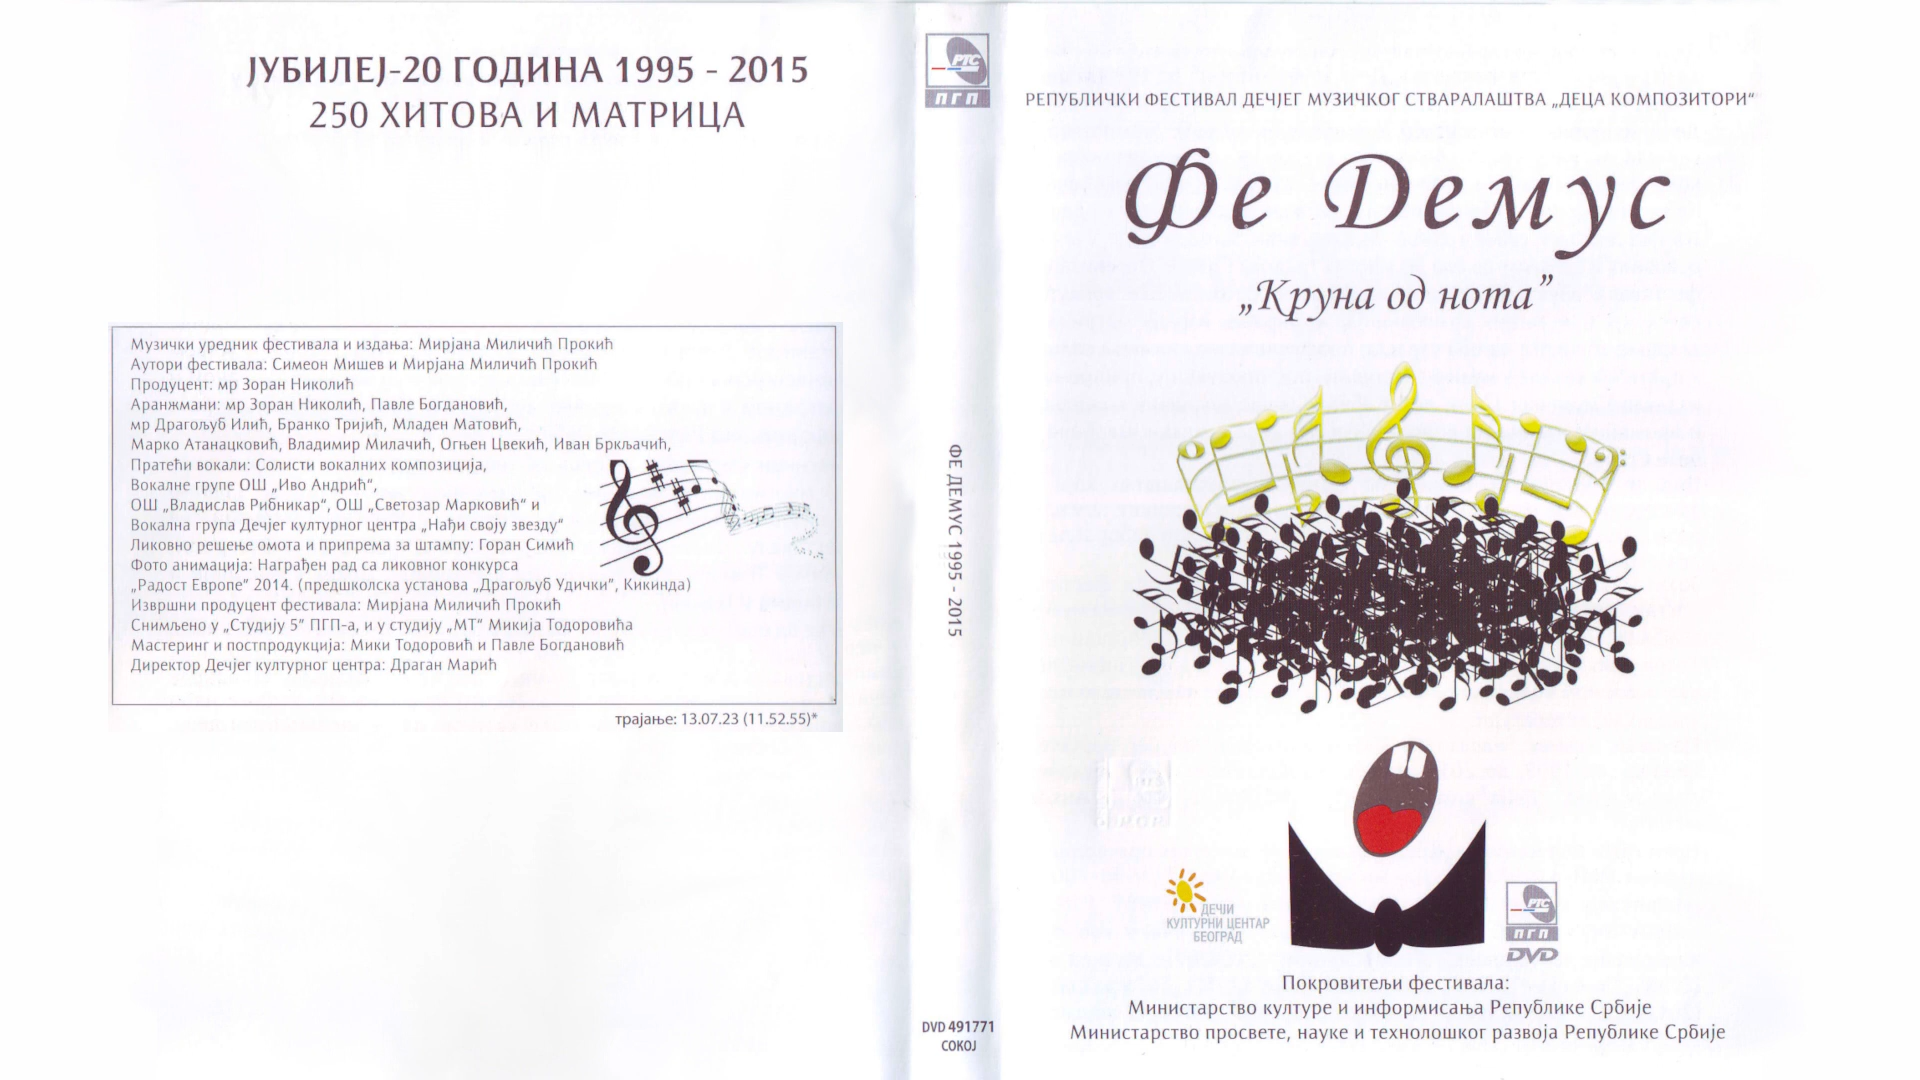 ЈУБИЛЕЈ-20 ГОДИНА 1995 - 2015
250 ХИТОВА И МАТРИЦА
Музички уредник фестивала и издања: Мирјана Миличић Прокић
Аутори фестивала: Симеон Мишев и Мирјана Миличић Прокић
Продуцент: мр Зоран Николић
Аранжмани: мр Зоран Николић, Павле Богдановић,
мр Драгољуб Илић, Бранко Тријић, Младен Матовић,
Марко Атанацковић, Владимир Милачић, Огњен Цвекић, Иван Бркљачић,
Пратећи вокали: Солисти вокалних композиција,
Вокалне групе ОШ „Иво Андрић“,
ОШ „Владислав Рибникар“, ОШ „Светозар Марковић“ и
Вокална група Дечјег културног центра „Нађи своју звезду“
Ликовно решење омота и припрема за штампу: Горан Симић
Фото анимација: Награђен рад са ликовног конкурса
„Радост Европе” 2014. (предшколска установа „Драгољуб Удички”, Кикинда)
Извршни продуцент фестивала: Мирјана Миличић Прокић
Снимљено у „Студију 5” ПГП-а, и у студију „МТ“ Микија Тодоровића
Мастеринг и постпродукција: Мики Тодоровић и Павле Богдановић
Директор Дечјег културног центра: Драган Марић
трајање: 13.07.23 (11.52.55)*
РТС
ПГП
ФЕ ДЕМУС 1995 - 2015
DVD 491771
СОКОЈ
РЕПУБЛИЧКИ ФЕСТИВАЛ ДЕЧЈЕГ МУЗИЧКОГ СТВАРАЛАШТВА „ДЕЦА КОМПОЗИТОРИ“
Фе Демус
„Круна од нота”
ДЕЧЈИ
КУЛТУРНИ ЦЕНТАР
БЕОГРАД
РТС
ПГП
DVD
Покровитељи фестивала:
Министарство културе и информисања Републике Србије
Министарство просвете, науке и технолошког развоја Републике Србије